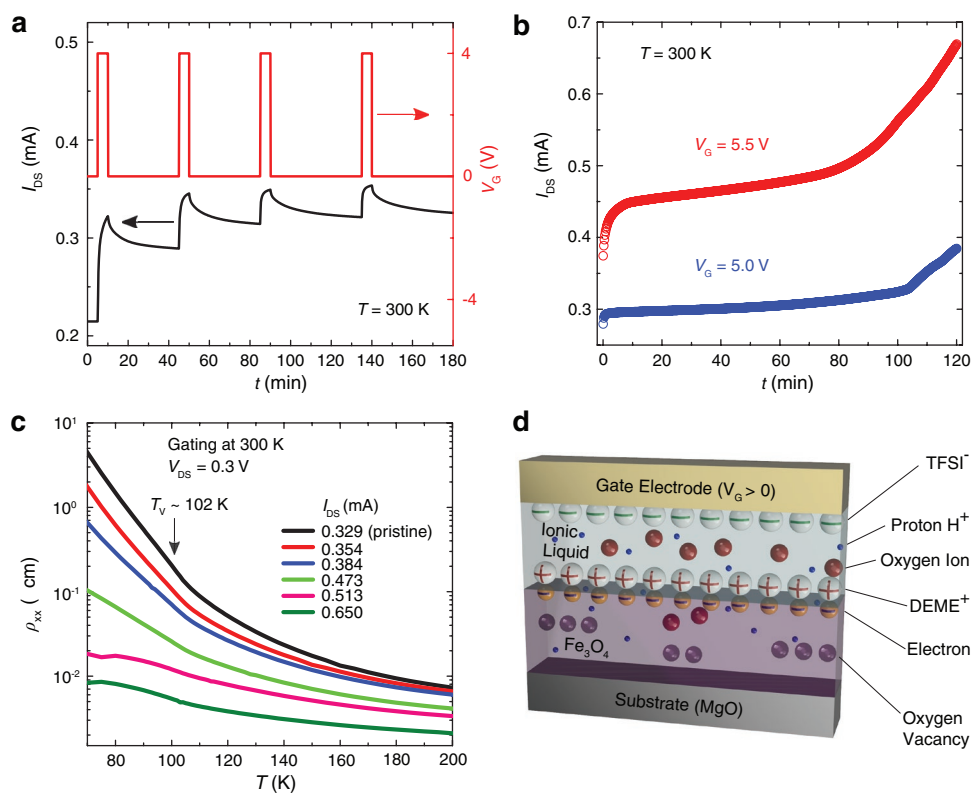 a
0.5
0.4
0.3
0.2
I_DS (mA)
4
0
-4
V_G (V)
T = 300 K
0 20 40 60 80 100 120 140 160 180
t (min)
b
T = 300 K
0.7
0.6
0.5
0.4
0.3
I_DS (mA)
V_G = 5.5 V
V_G = 5.0 V
0 20 40 60 80 100 120
t (min)
c
10^1
10^0
10^-1
10^-2
ρ_xx ( cm)
Gating at 300 K
V_DS = 0.3 V
T_V ~ 102 K
I_DS (mA)
0.329 (pristine)
0.354
0.384
0.473
0.513
0.650
80 100 120 140 160 180 200
T (K)
d
Gate Electrode (V_G > 0)
Ionic
Liquid
Fe₃O₄
Substrate (MgO)
TFSI⁻
Proton H⁺
Oxygen Ion
DEME⁺
Electron
Oxygen
Vacancy